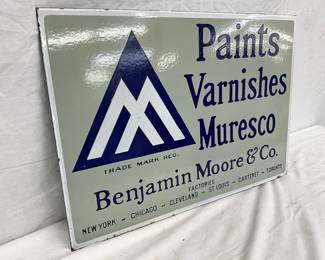 Paints
Varnishes
Muresco
TRADE MARK REG.
Benjamin Moore & Co.
FACTORIES
NEW YORK - CHICAGO - CLEVELAND - ST. LOUIS - CARTERET - TORONTO